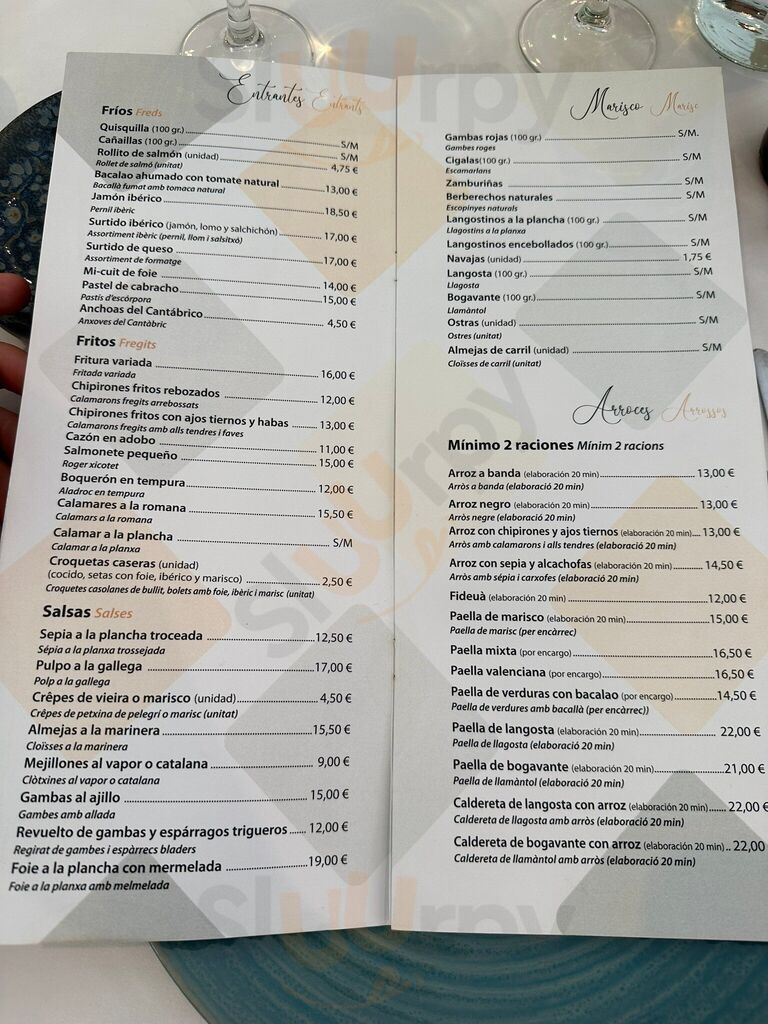 Entrantes Entrants
Fríos Freds
Quisquilla (100 gr.) S/M
Cañaíllas (100 gr.) S/M
Rollito de salmón (unidad) 4,75 €
Rollet de salmó (unitat)
Bacalao ahumado con tomate natural 13,00 €
Bacallà fumat amb tomaca natural
Jamón ibérico 18,50 €
Pernil ibèric
Surtido ibérico (jamón, lomo y salchichón) 17,00 €
Assortiment ibèric (pernil, llom i salsitxó)
Surtido de queso 17,00 €
Assortiment de formatge
Mi-cuit de foie 14,00 €
Pastel de cabracho 15,00 €
Pastís d'escórpora
Anchoas del Cantábrico 4,50 €
Anxoves del Cantàbric
Fritos Fregits
Fritura variada 16,00 €
Fritada variada
Chipirones fritos rebozados 12,00 €
Calamarons fregits arrebossats
Chipirones fritos con ajos tiernos y habas 13,00 €
Calamarons fregits amb alls tendres i faves
Cazón en adobo 11,00 €
Salmonete pequeño 15,00 €
Roger xicotet
Boquerón en tempura 12,00 €
Aladroc en tempura
Calamares a la romana 15,50 €
Calamars a la romana
Calamar a la plancha S/M
Calamar a la planxa
Croquetas caseras (unidad)
(cocido, setas con foie, ibérico y marisco) 2,50 €
Croquetes casolanes de bullit, bolets amb foie, ibèric i marisc (unitat)
Salsas Salses
Sepia a la plancha troceada 12,50 €
Sépia a la planxa trossejada
Pulpo a la gallega 17,00 €
Polp a la gallega
Crêpes de vieira o marisco (unidad) 4,50 €
Crêpes de petxina de pelegrí o marisc (unitat)
Almejas a la marinera 15,50 €
Cloïsses a la marinera
Mejillones al vapor o catalana 9,00 €
Clòtxines al vapor o catalana
Gambas al ajillo 15,00 €
Gambes amb allada
Revuelto de gambas y espárragos trigueros 12,00 €
Regirat de gambes i espàrrecs bladers
Foie a la plancha con mermelada 19,00 €
Foie a la planxa amb melmelada
Marisco Marisc
Gambas rojas (100 gr.) S/M.
Gambes roges
Cigalas(100 gr.) S/M
Escamarlans
Zamburiñas S/M
Berberechos naturales S/M
Escopinyes naturals
Langostinos a la plancha (100 gr.) S/M
Llagostins a la planxa
Langostinos encebollados (100 gr.) S/M
Navajas (unidad) 1,75 €
Langosta (100 gr.) S/M
Llagosta
Bogavante (100 gr.) S/M
Llamàntol
Ostras (unidad) S/M
Ostres (unitat)
Almejas de carril (unidad) S/M
Cloïsses de carril (unitat)
Arroces Arrossos
Mínimo 2 raciones Mínim 2 racions
Arroz a banda (elaboración 20 min) 13,00 €
Arròs a banda (elaboració 20 min)
Arroz negro (elaboración 20 min) 13,00 €
Arròs negre (elaboració 20 min)
Arroz con chipirones y ajos tiernos (elaboración 20 min) 13,00 €
Arròs amb calamarons i alls tendres (elaboració 20 min)
Arroz con sepia y alcachofas (elaboración 20 min) 14,50 €
Arròs amb sépia i carxofes (elaboració 20 min)
Fideuà (elaboración 20 min) 12,00 €
Paella de marisco (elaboración 20 min) 15,00 €
Paella de marisc (per encàrrec)
Paella mixta (por encargo) 16,50 €
Paella valenciana (por encargo) 16,50 €
Paella de verduras con bacalao (por encargo) 14,50 €
Paella de verdures amb bacallà (per encàrrec))
Paella de langosta (elaboración 20 min) 22,00 €
Paella de llagosta (elaboració 20 min)
Paella de bogavante (elaboración 20 min) 21,00 €
Paella de llamàntol (elaboració 20 min)
Caldereta de langosta con arroz (elaboración 20 min) 22,00 €
Caldereta de llagosta amb arròs (elaboració 20 min)
Caldereta de bogavante con arroz (elaboración 20 min) 22,00
Caldereta de llamàntol amb arròs (elaboració 20 min)
Sluurpy
Sluurpy
Sluurpy